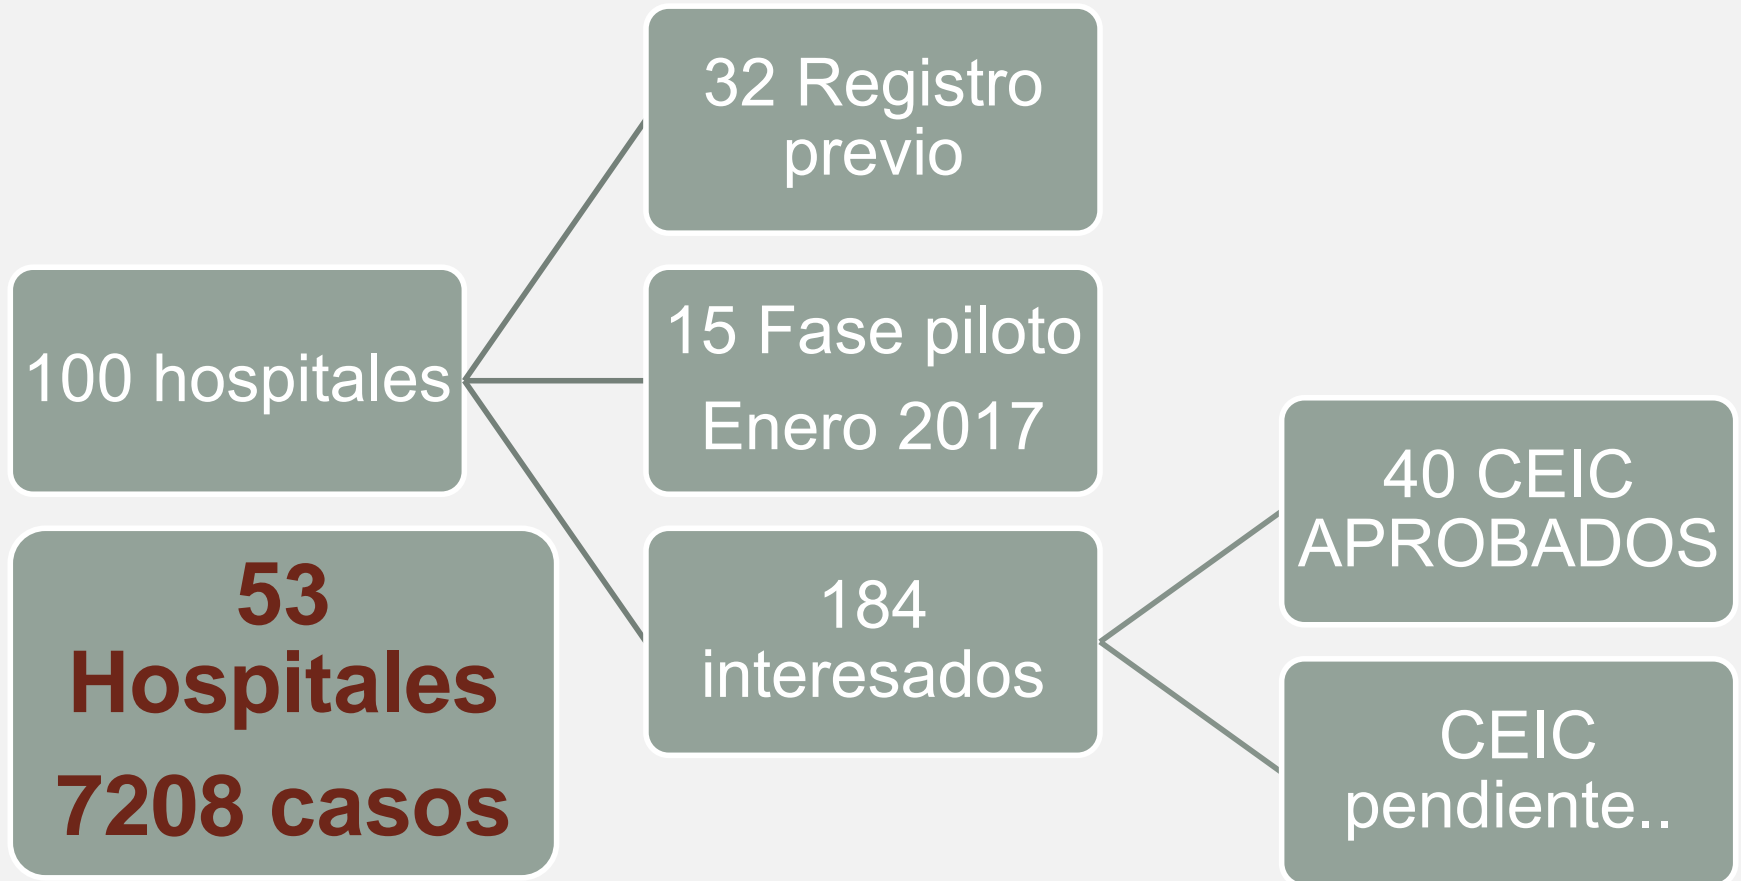 32 Registro
previo
100 hospitales
15 Fase piloto
Enero 2017
53
Hospitales
7208 casos
184
interesados
40 CEIC
APROBADOS
CEIC
pendiente..